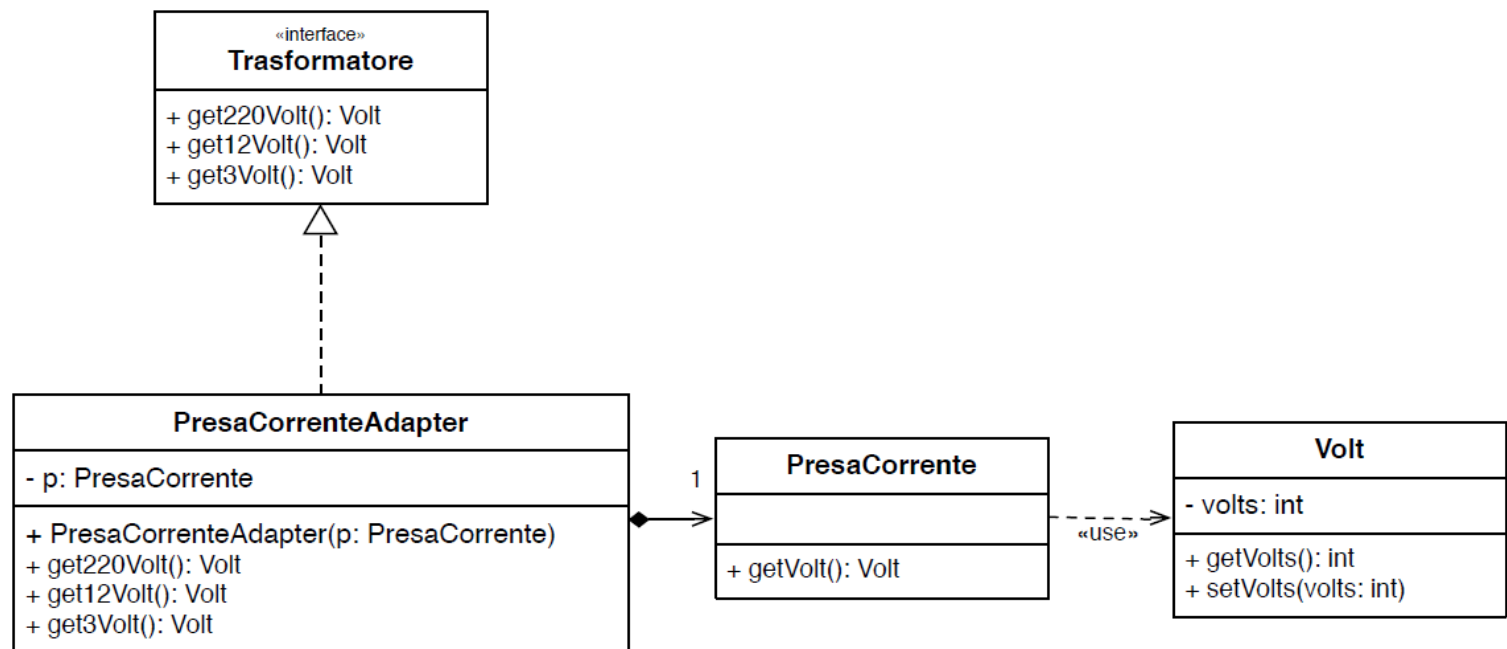 «interface»
Trasformatore
+ get220Volt(): Volt
+ get12Volt(): Volt
+ get3Volt(): Volt
PresaCorrenteAdapter
- p: PresaCorrente
+ PresaCorrenteAdapter(p: PresaCorrente)
+ get220Volt(): Volt
+ get12Volt(): Volt
+ get3Volt(): Volt
1
PresaCorrente
+ getVolt(): Volt
«use»
Volt
- volts: int
+ getVolts(): int
+ setVolts(volts: int)